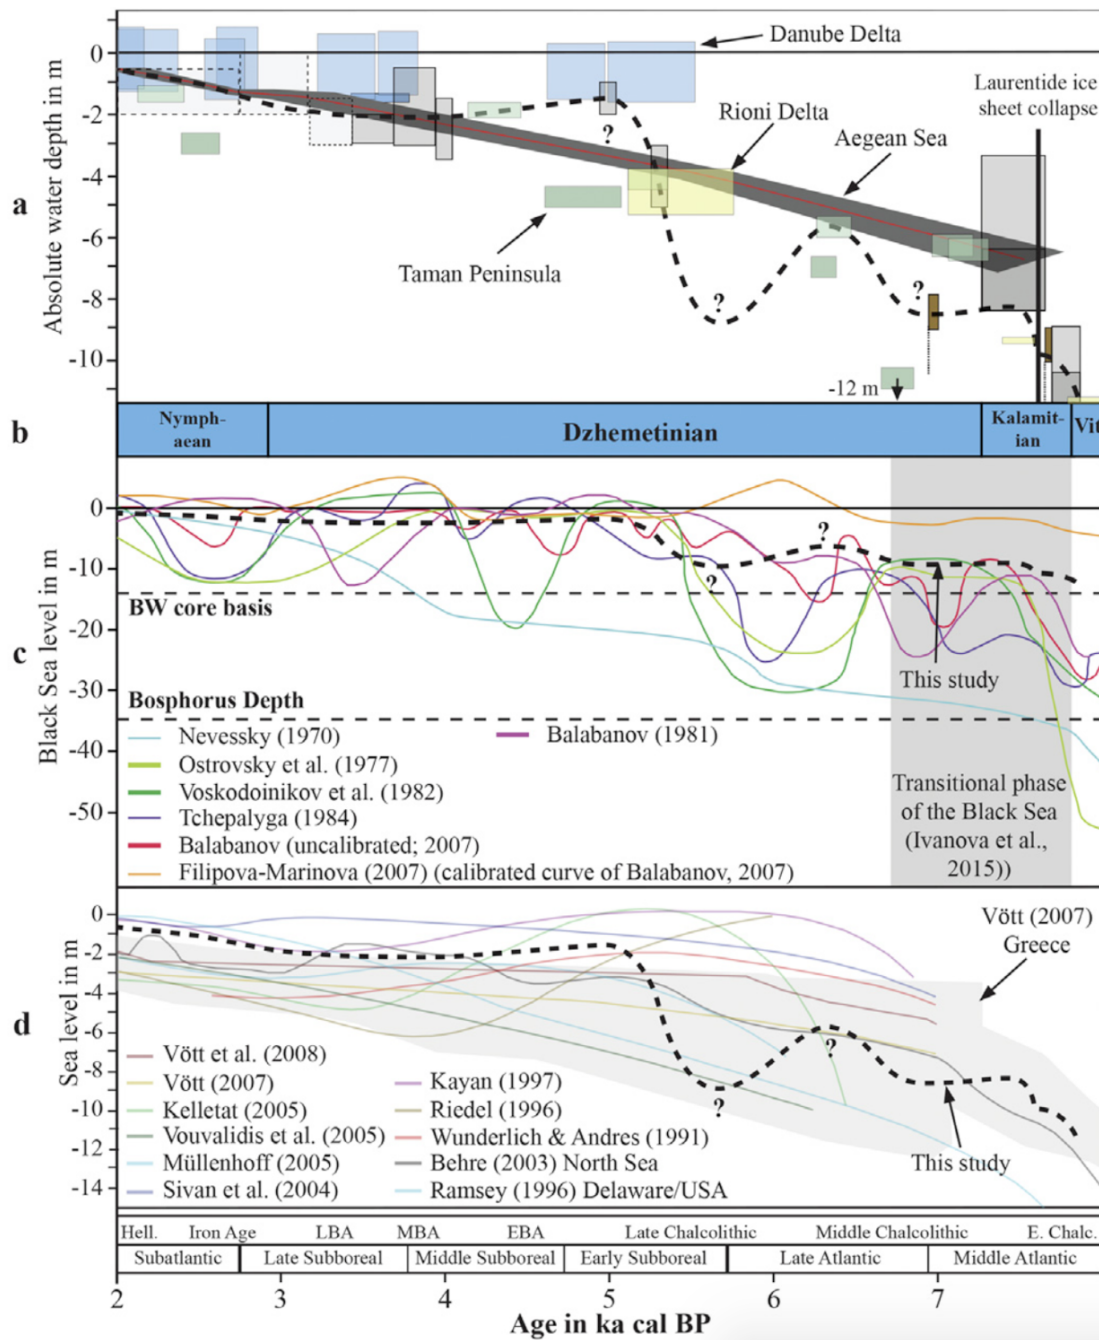 a
Absolute water depth in m
0
-2
-4
-6
-8
-10
Danube Delta
Laurentide ice
sheet collapse
Rioni Delta
Aegean Sea
?
Taman Peninsula
?
?
-12 m
b
Nymph-
aean
Dzhemetinian
Kalamit-
ian
Vit
c
Black Sea level in m
0
-10
-20
-30
-40
-50
?
?
BW core basis
This study
Bosphorus Depth
Nevessky (1970)
Balabanov (1981)
Ostrovsky et al. (1977)
Voskodoinikov et al. (1982)
Tchepalyga (1984)
Balabanov (uncalibrated; 2007)
Filipova-Marinova (2007) (calibrated curve of Balabanov, 2007)
Transitional phase
of the Black Sea
(Ivanova et al.,
2015))
d
Sea level in m
0
-2
-4
-6
-8
-10
-12
-14
Vött (2007)
Greece
?
?
This study
Vött et al. (2008)
Vött (2007)
Kelletat (2005)
Vouvalidis et al. (2005)
Müllenhoff (2005)
Sivan et al. (2004)
Kayan (1997)
Riedel (1996)
Wunderlich & Andres (1991)
Behre (2003) North Sea
Ramsey (1996) Delaware/USA
Hell. Iron Age LBA MBA EBA Late Chalcolithic Middle Chalcolithic E. Chalc.
Subatlantic Late Subboreal Middle Subboreal Early Subboreal Late Atlantic Middle Atlantic
2 3 4 5 6 7
Age in ka cal BP